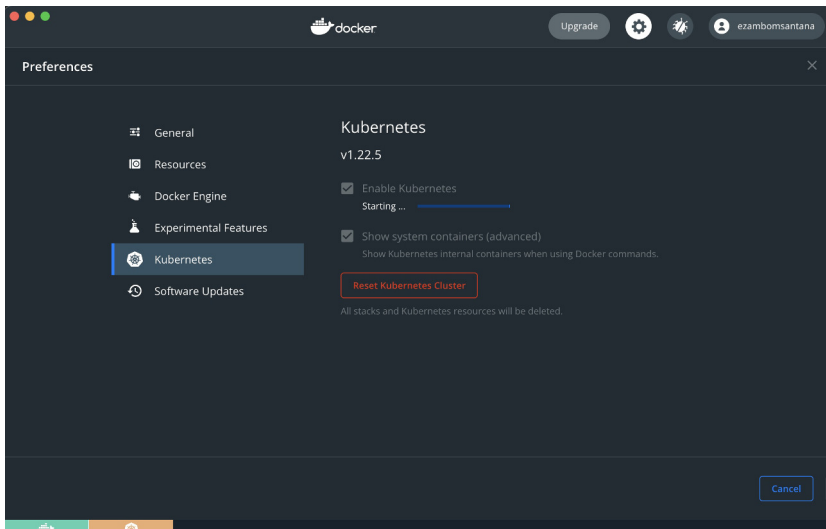 docker
Upgrade
ezambomsantana
Preferences
General
Resources
Docker Engine
Experimental Features
Kubernetes
Software Updates
Kubernetes
v1.22.5
Enable Kubernetes
Starting ...
Show system containers (advanced)
Show Kubernetes internal containers when using Docker commands.
Reset Kubernetes Cluster
All stacks and Kubernetes resources will be deleted.
Cancel